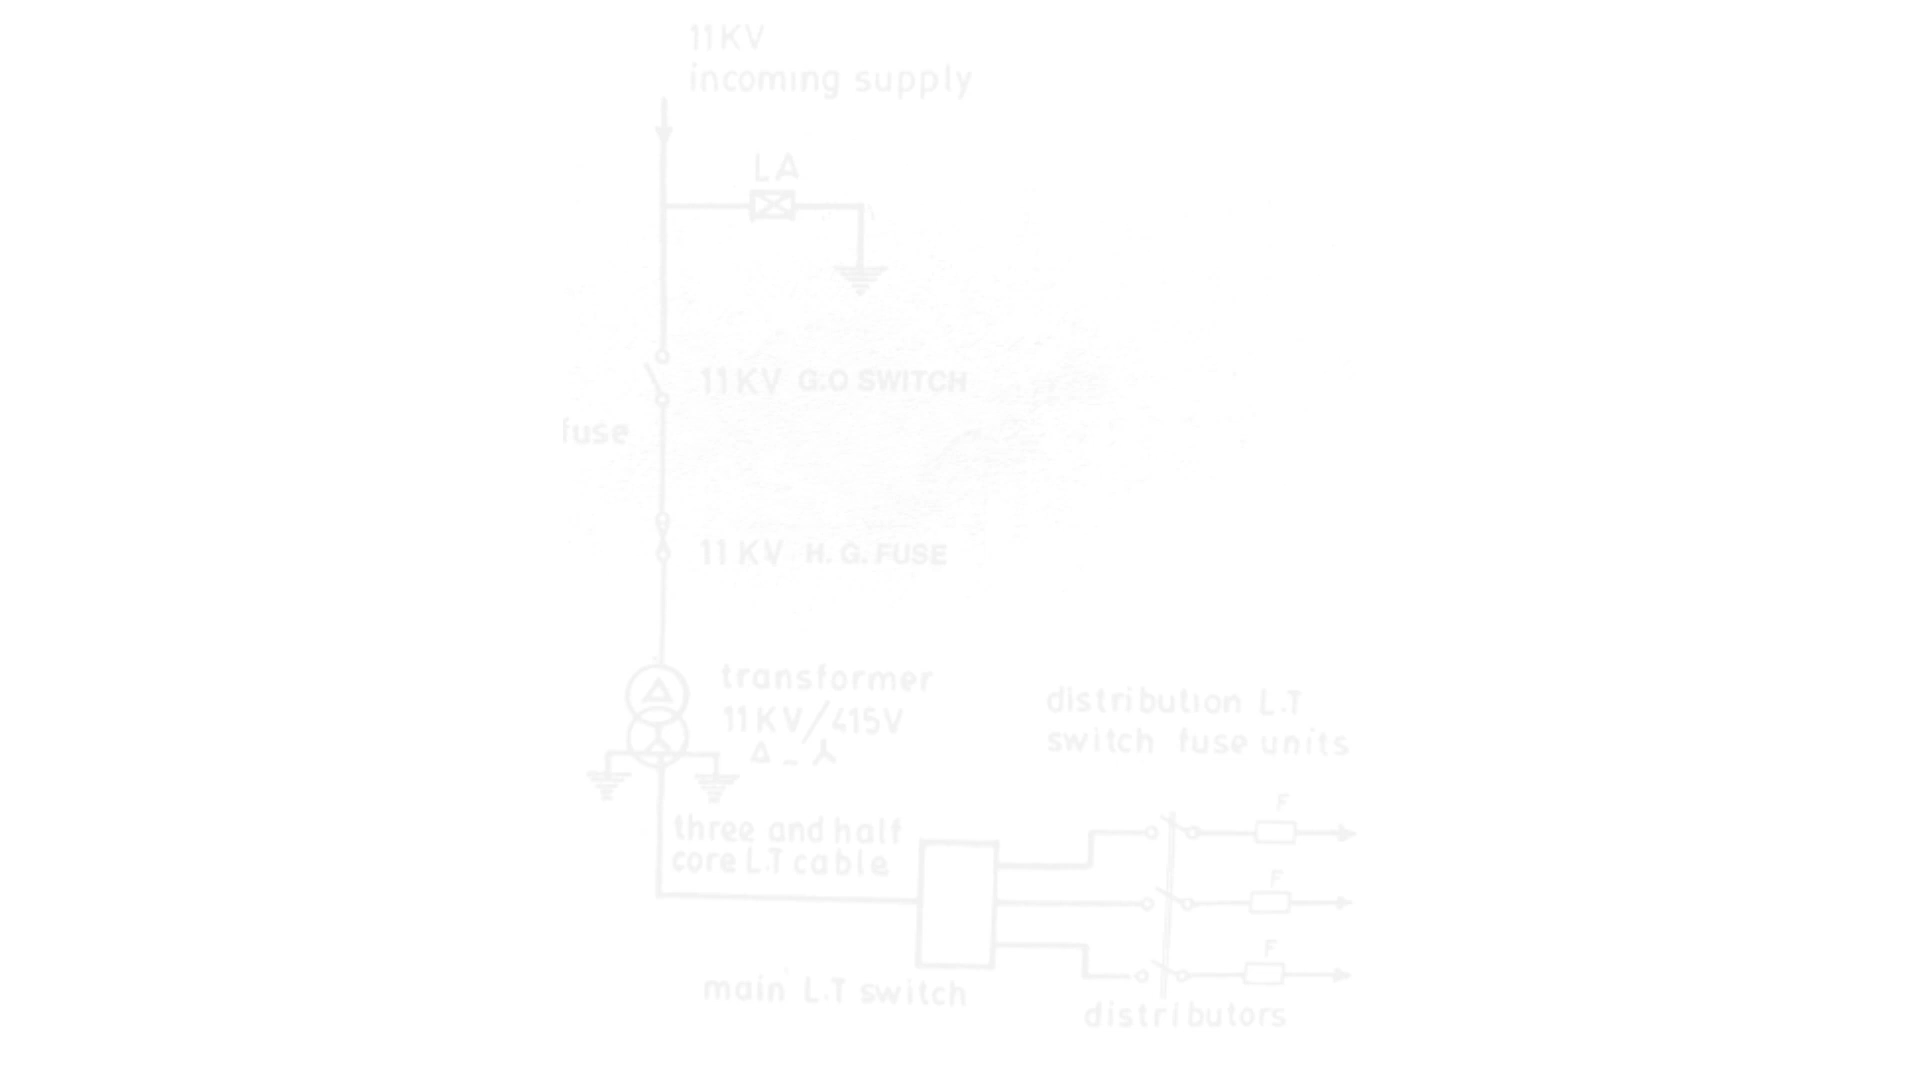 11KV
incoming supply
LA
11KV G.O SWITCH
fuse
11 KV H. G. FUSE
transformer
11KV/415V
Δ -
distribution L.T
switch fuse units
three and half
core L.T cable
F
F
F
main L.T switch
distributors